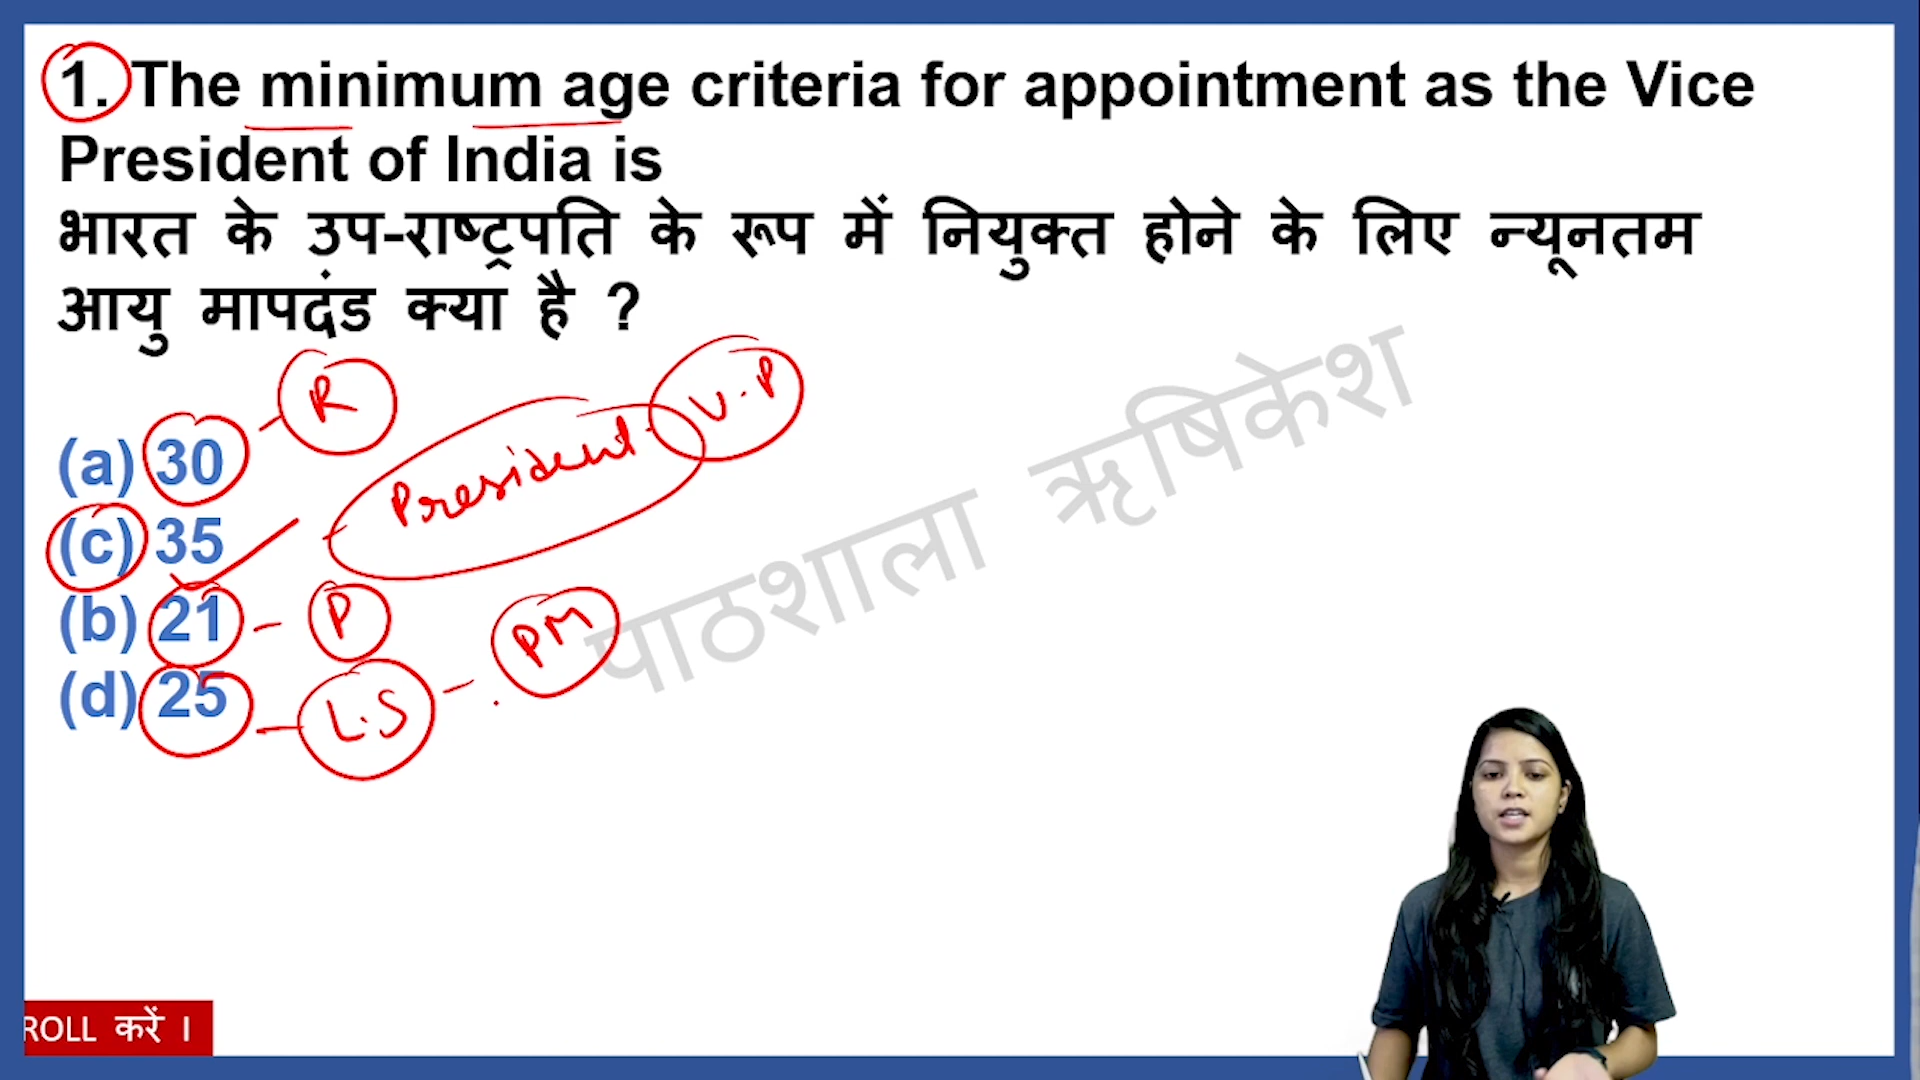 1. The minimum age criteria for appointment as the Vice
President of India is
भारत के उप-राष्ट्रपति के रूप में नियुक्त होने के लिए न्यूनतम
आयु मापदंड क्या है ?
(a) 30 - R
President - V.P
(c) 35
(b) 21 - P
(d) 25 - L.S - PM
पाठशाला ऋषिकेश
ROLL करें ।